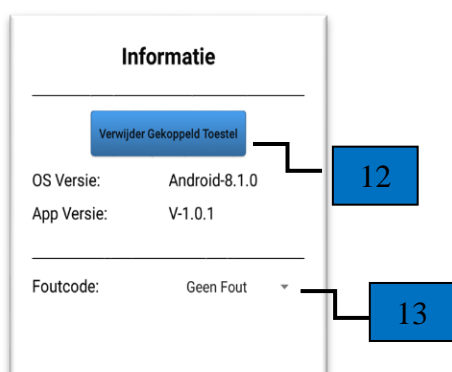 Informatie
Verwijder Gekoppeld Toestel
12
OS Versie: Android-8.1.0
App Versie: V-1.0.1
Foutcode: Geen Fout
13